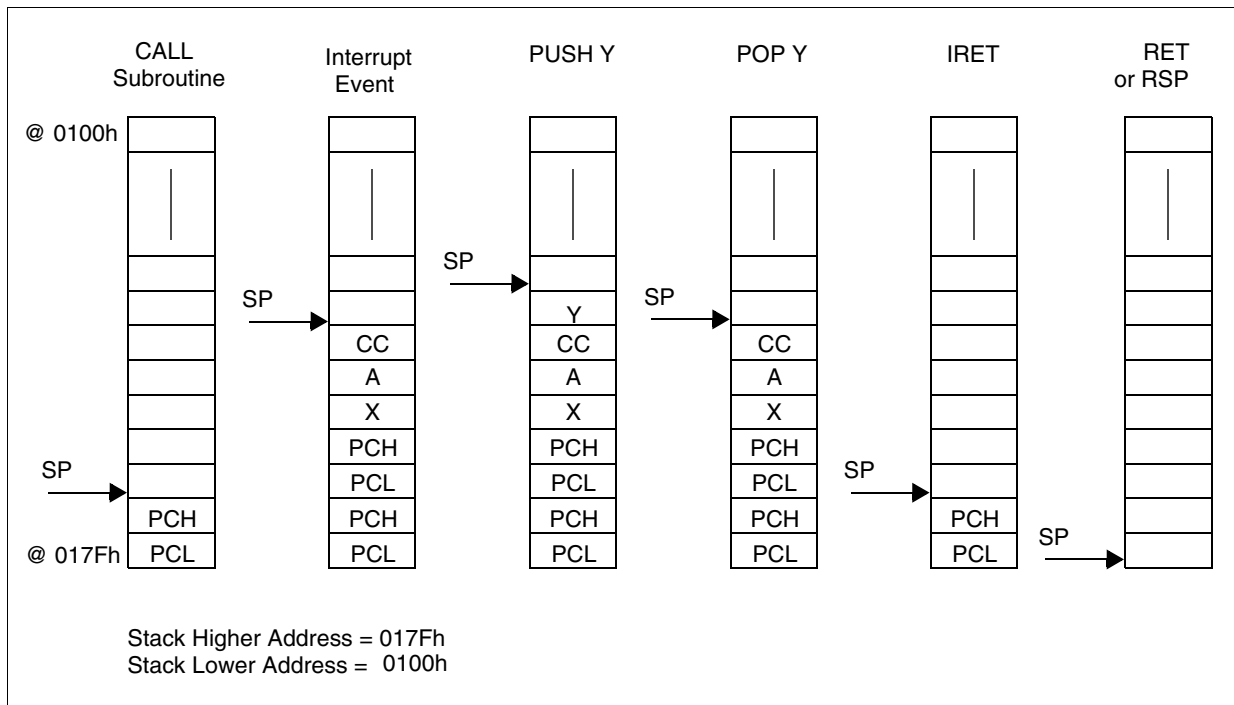 CALL
Subroutine
Interrupt
Event
PUSH Y
POP Y
IRET
RET
or RSP
@ 0100h
SP
SP
SP
Y
CC
CC
CC
A
A
A
X
X
X
PCH
PCH
PCH
SP
SP
PCL
PCL
PCL
PCH
PCH
PCH
PCH
PCH
SP
@ 017Fh
PCL
PCL
PCL
PCL
PCL
Stack Higher Address = 017Fh
Stack Lower Address = 0100h